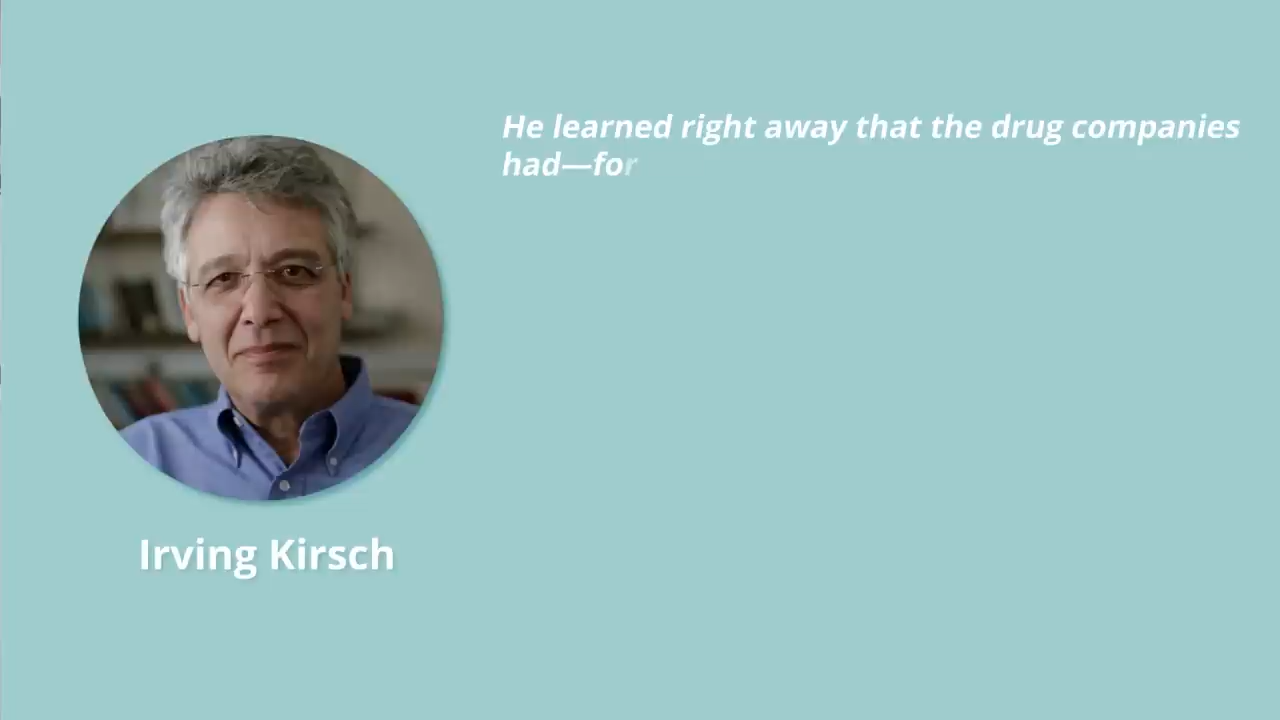 He learned right away that the drug companies
had—for
Irving Kirsch